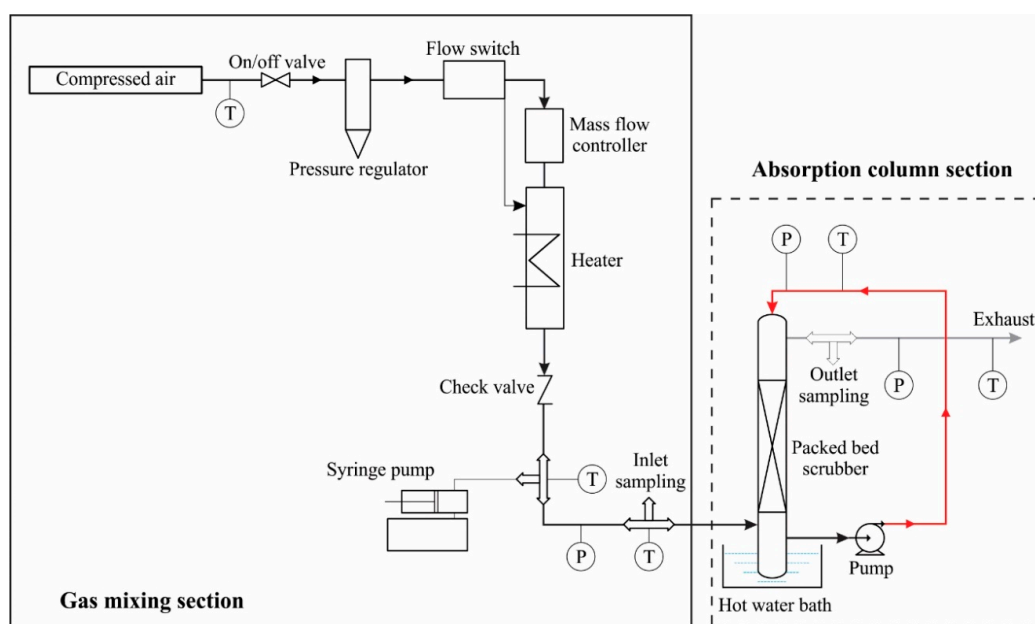 Flow switch
On/off valve
Compressed air
T
Mass flow
controller
Pressure regulator
Absorption column section
P
T
Heater
Exhaust
Check valve
Outlet
sampling
P
T
Packed bed
scrubber
Inlet
sampling
Syringe pump
T
P
T
Pump
Hot water bath
Gas mixing section